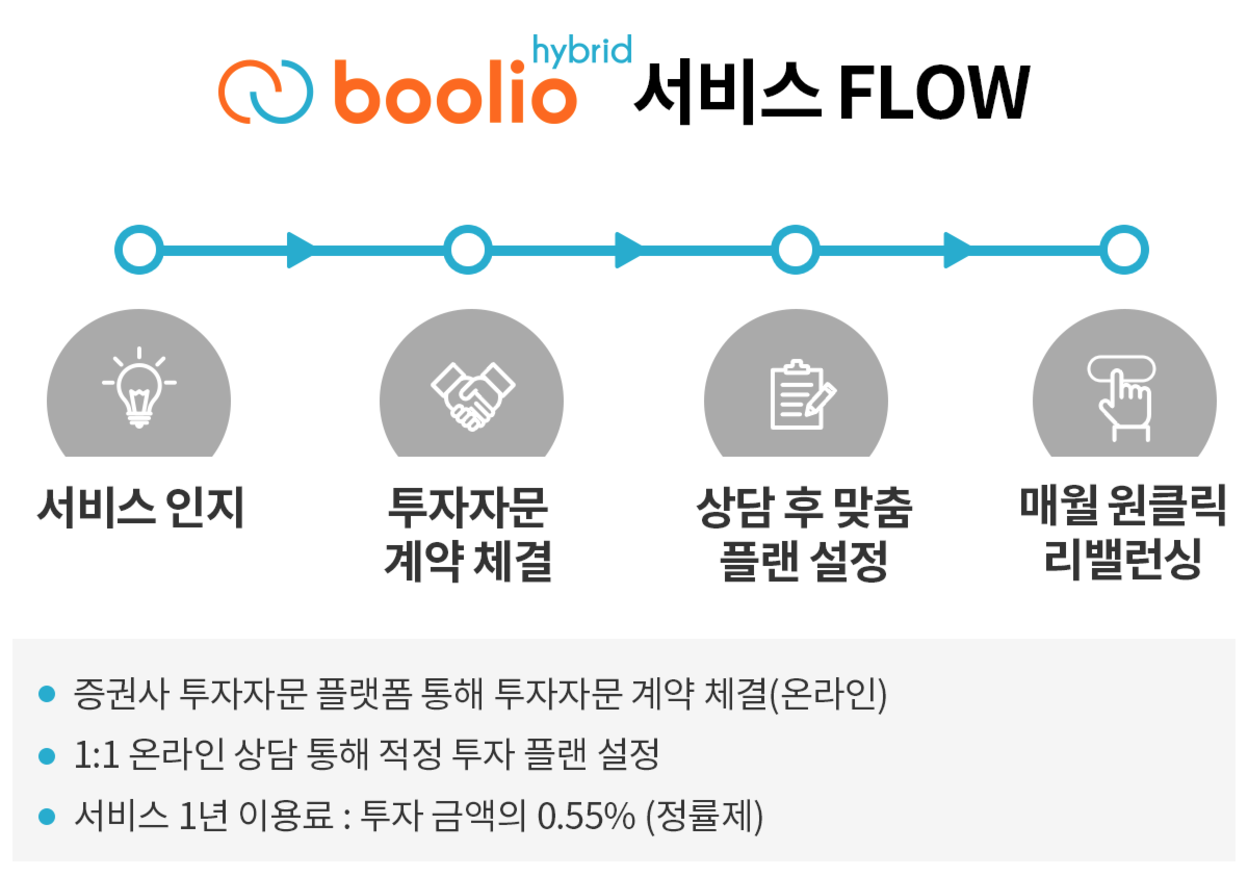 boolio hybrid 서비스 FLOW
서비스 인지
투자자문
계약 체결
상담 후 맞춤
플랜 설정
매월 원클릭
리밸런싱
증권사 투자자문 플랫폼 통해 투자자문 계약 체결(온라인)
1:1 온라인 상담 통해 적정 투자 플랜 설정
서비스 1년 이용료 : 투자 금액의 0.55% (정률제)